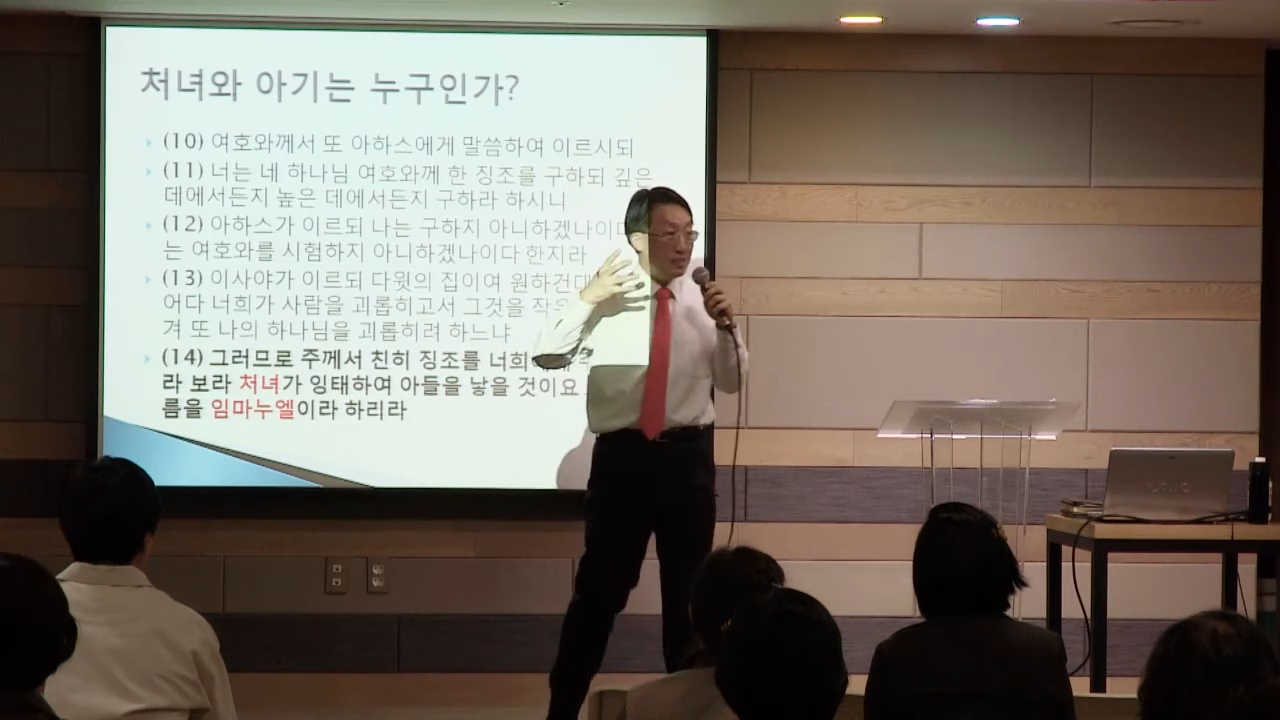 처녀와 아기는 누구인가?
(10) 여호와께서 또 아하스에게 말씀하여 이르시되
(11) 너는 네 하나님 여호와께 한 징조를 구하되 깊은
데에서든지 높은 데에서든지 구하라 하시니
(12) 아하스가 이르되 나는 구하지 아니하겠나이다
는 여호와를 시험하지 아니하겠나이다 한지라
(13) 이사야가 이르되 다윗의 집이여 원하건대
어다 너희가 사람을 괴롭히고서 그것을 작으
겨 또 나의 하나님을 괴롭히려 하느냐
(14) 그러므로 주께서 친히 징조를
라 보라 처녀가 잉태하여 아들을 낳을 것이요
름을 임마누엘이라 하리라
VAIO